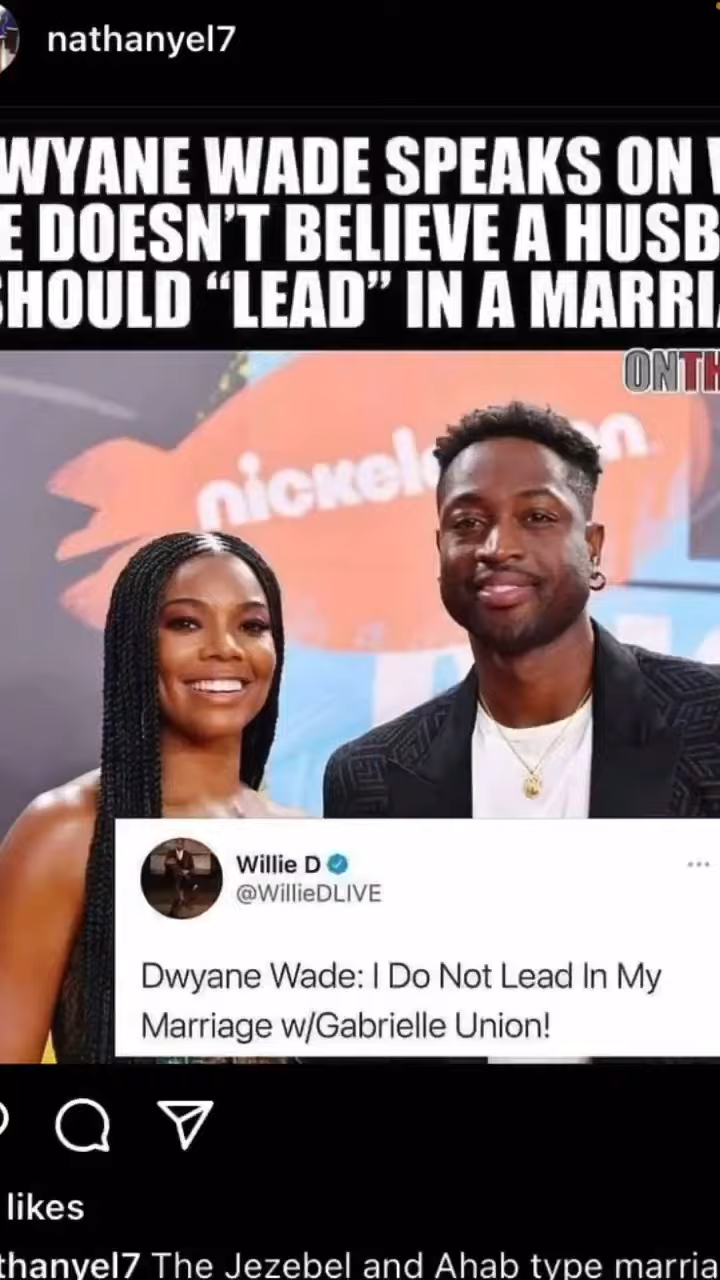 nathanyel7
WYANE WADE SPEAKS ON
E DOESN'T BELIEVE A HUSB
SHOULD “LEAD” IN A MARRI
ONTH
nickel n
Willie D
@WillieDLIVE
Dwyane Wade: I Do Not Lead In My
Marriage w/Gabrielle Union!
likes
thanyel7 The Jezebel and Ahab type marria